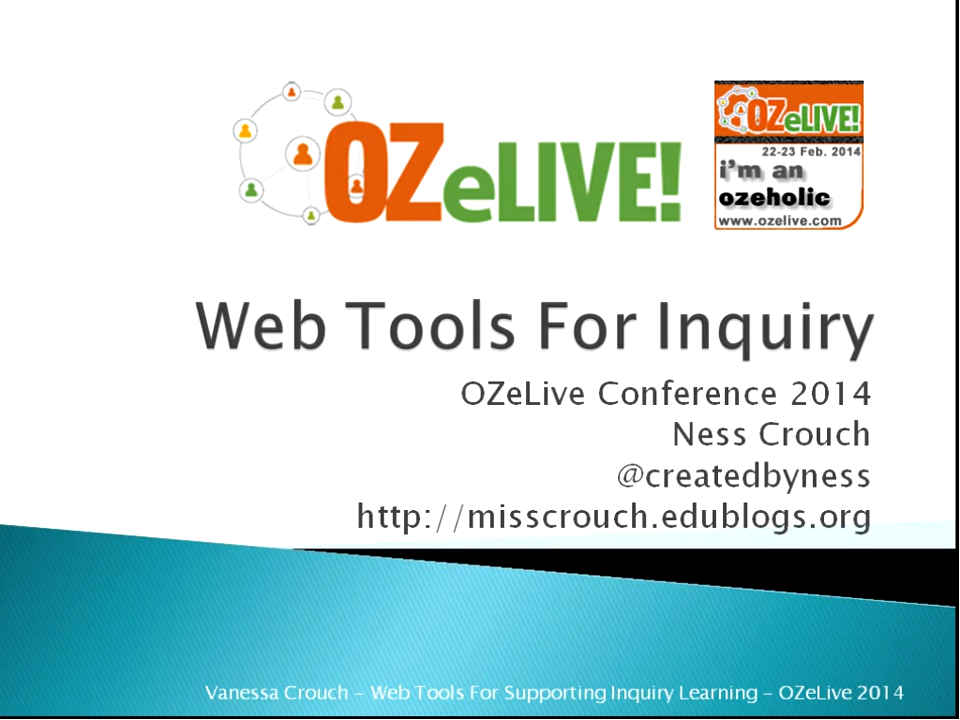 OZeLIVE!
OZeLIVE!
22-23 Feb. 2014
i'm an
ozeholic
www.ozelive.com
Web Tools For Inquiry
OZeLive Conference 2014
Ness Crouch
@createdbyness
http://misscrouch.edublogs.org
Vanessa Crouch - Web Tools For Supporting Inquiry Learning - OZeLive 2014